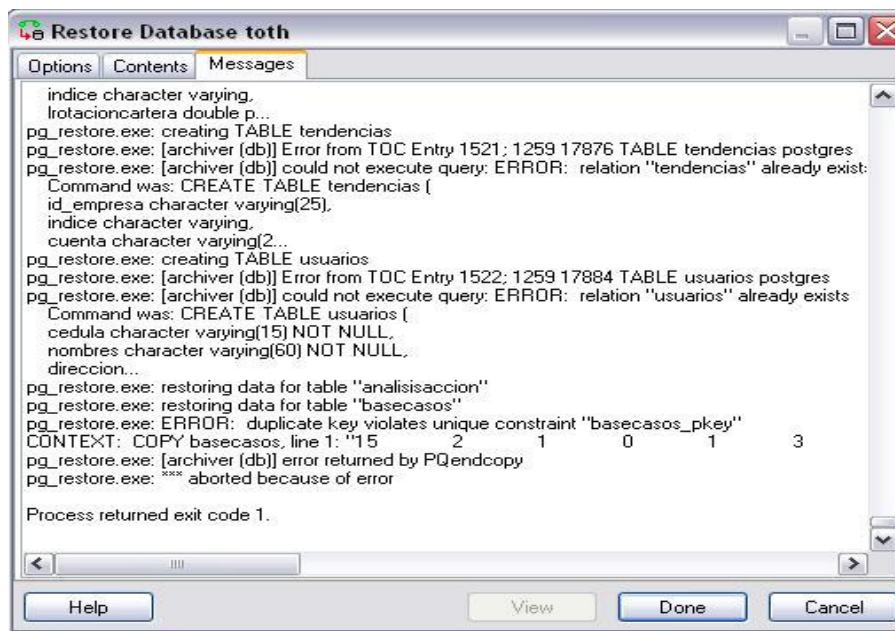 Restore Database toth
Options Contents Messages
indice character varying,
lrotacioncartera double p...
pg_restore.exe: creating TABLE tendencias
pg_restore.exe: [archiver (db)] Error from TOC Entry 1521; 1259 17876 TABLE tendencias postgres
pg_restore.exe: [archiver (db)] could not execute query: ERROR: relation "tendencias" already exist
Command was: CREATE TABLE tendencias (
id_empresa character varying(25),
indice character varying,
cuenta character varying(2...
pg_restore.exe: creating TABLE usuarios
pg_restore.exe: [archiver (db)] Error from TOC Entry 1522; 1259 17884 TABLE usuarios postgres
pg_restore.exe: [archiver (db)] could not execute query: ERROR: relation "usuarios" already exists
Command was: CREATE TABLE usuarios (
cedula character varying(15) NOT NULL,
nombres character varying(60) NOT NULL,
direccion...
pg_restore.exe: restoring data for table "analisisaccion"
pg_restore.exe: restoring data for table "basecasos"
pg_restore.exe: ERROR: duplicate key violates unique constraint "basecasos_pkey"
CONTEXT: COPY basecasos, line 1: "15 2 1 0 1 3
pg_restore.exe: [archiver (db)] error returned by PQendcopy
pg_restore.exe: *** aborted because of error
Process returned exit code 1.
Help View Done Cancel